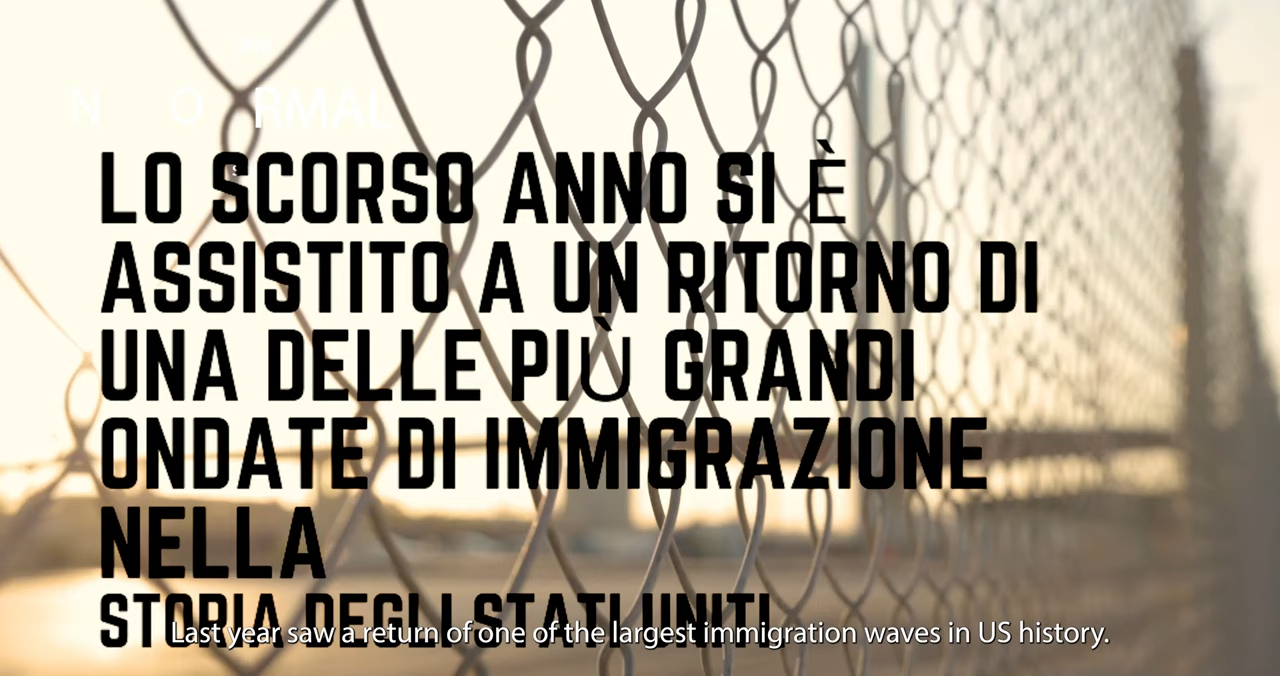 N O RMAL
LO SCORSO ANNO SI È
ASSISTITO A UN RITORNO DI
UNA DELLE PIÙ GRANDI
ONDATE DI IMMIGRAZIONE
NELLA
STORIA DEGLI STATI UNITI
Last year saw a return of one of the largest immigration waves in US history.